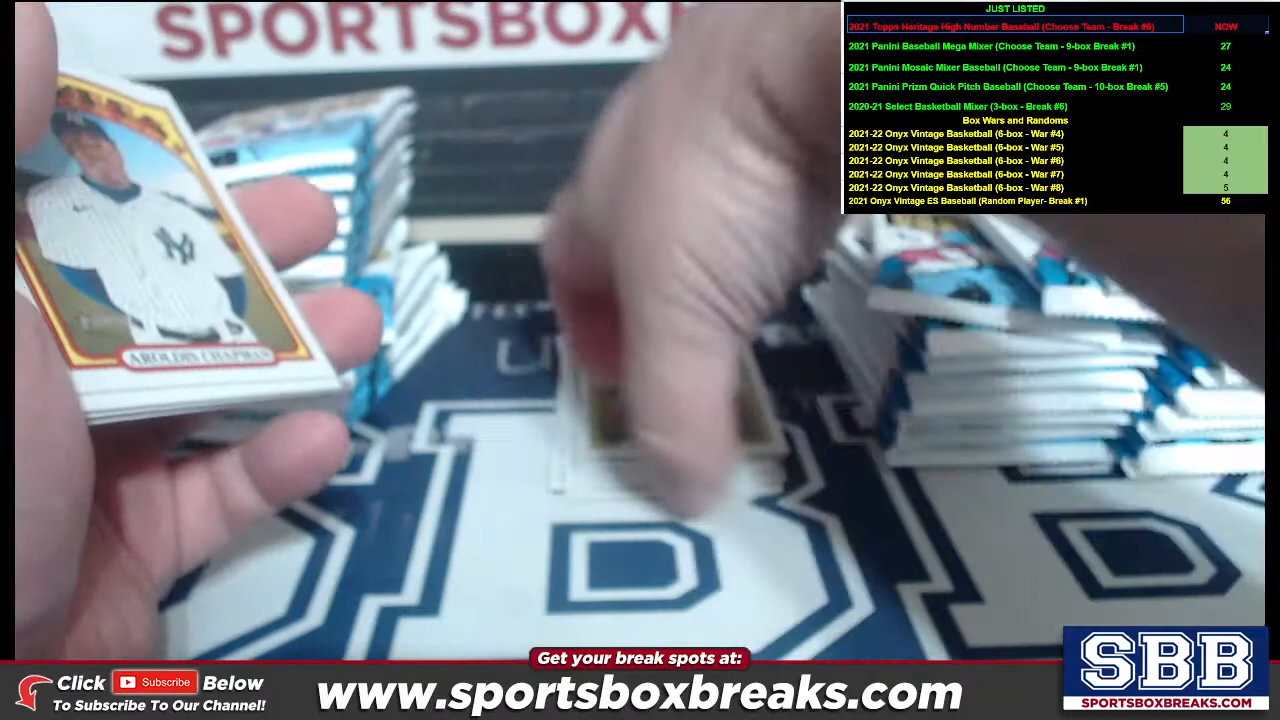 SPORTSBOX
JUST LISTED
2021 Topps Heritage High Number Baseball (Choose Team - Break #6) NOW
2021 Panini Baseball Mega Mixer (Choose Team - 9-box Break #1) 27
2021 Panini Mosaic Mixer Baseball (Choose Team - 9-box Break #1) 24
2021 Panini Prizm Quick Pitch Baseball (Choose Team - 10-box Break #5) 24
2020-21 Select Basketball Mixer (3-box - Break #6) 29
Box Wars and Randoms
2021-22 Onyx Vintage Basketball (6-box - War #4) 4
2021-22 Onyx Vintage Basketball (6-box - War #5) 4
2021-22 Onyx Vintage Basketball (6-box - War #6) 4
2021-22 Onyx Vintage Basketball (6-box - War #7) 4
2021-22 Onyx Vintage Basketball (6-box - War #8) 5
2021 Onyx Vintage ES Baseball (Random Player- Break #1) 56
NY
AROLDIS CHAPMAN
Get your break spots at:
Click Subscribe Below
To Subscribe To Our Channel!
www.sportsboxbreaks.com
SBB
SPORTSBOXBREAKS.COM